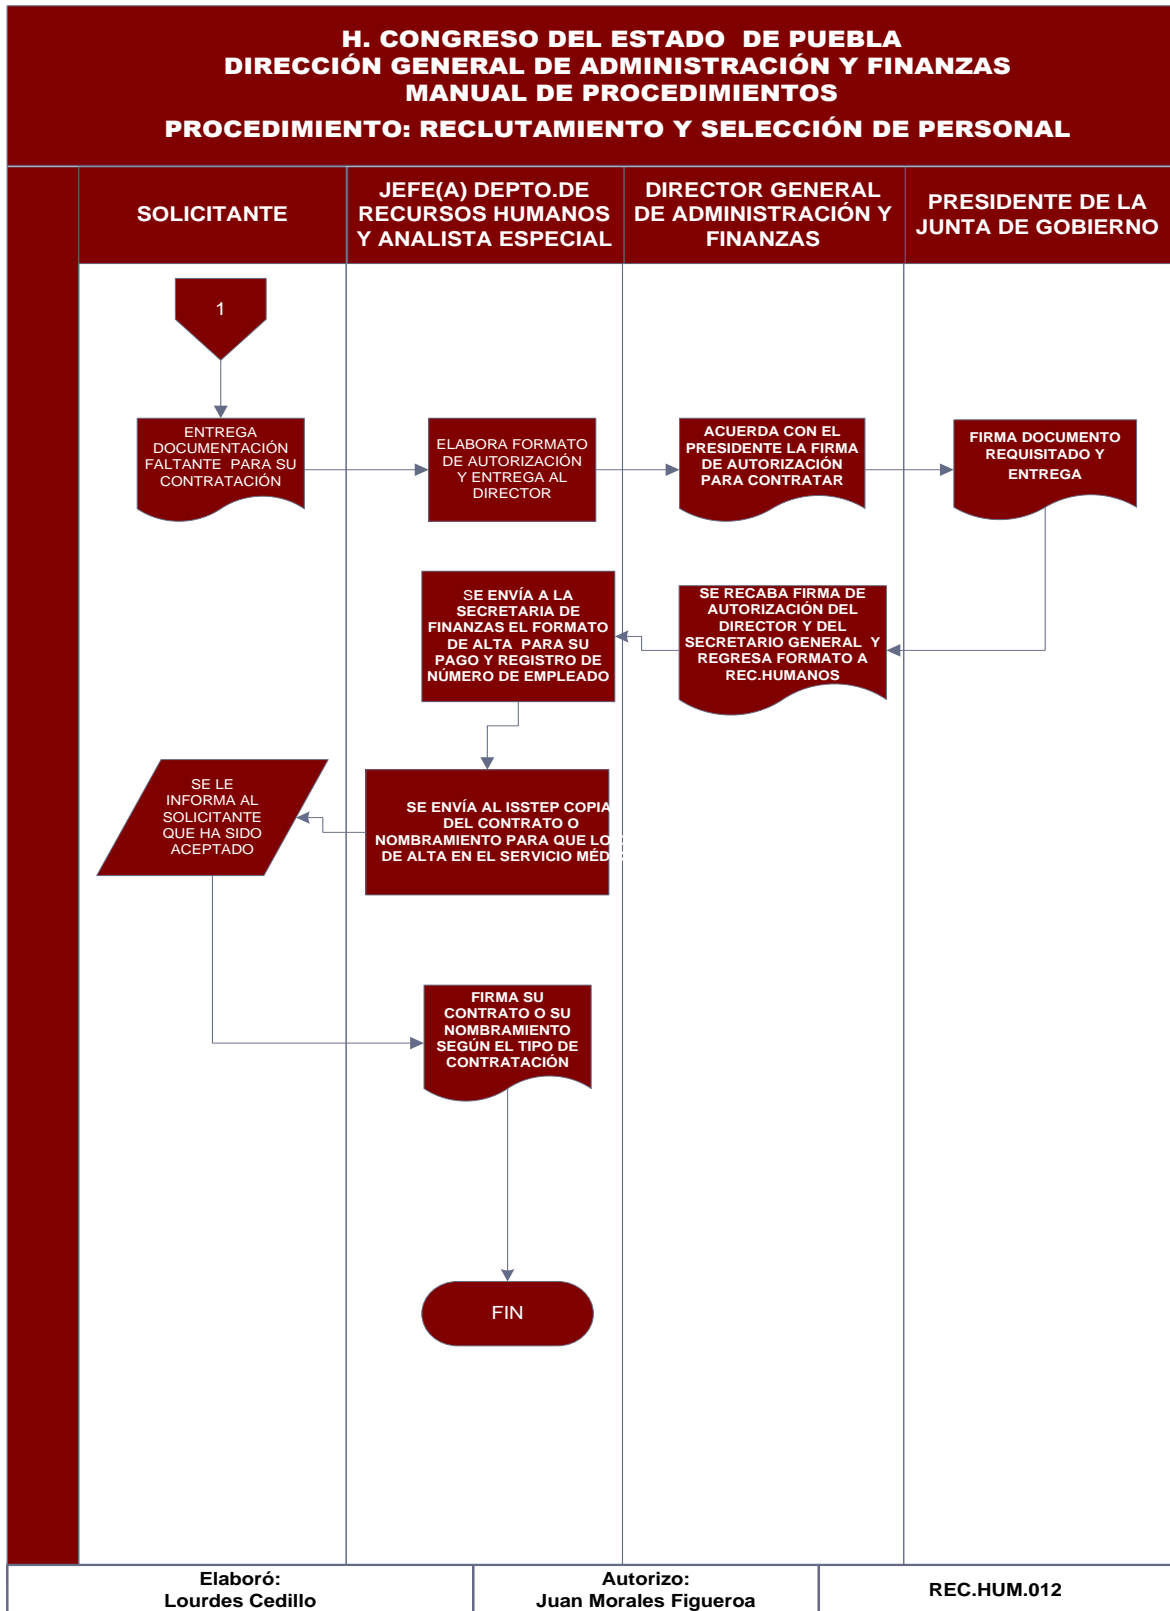 H. CONGRESO DEL ESTADO DE PUEBLA
DIRECCIÓN GENERAL DE ADMINISTRACIÓN Y FINANZAS
MANUAL DE PROCEDIMIENTOS
PROCEDIMIENTO: RECLUTAMIENTO Y SELECCIÓN DE PERSONAL
SOLICITANTE
JEFE(A) DEPTO.DE
RECURSOS HUMANOS
Y ANALISTA ESPECIAL
DIRECTOR GENERAL
DE ADMINISTRACIÓN Y
FINANZAS
PRESIDENTE DE LA
JUNTA DE GOBIERNO
1
ENTREGA
DOCUMENTACIÓN
FALTANTE PARA SU
CONTRATACIÓN
ELABORA FORMATO
DE AUTORIZACIÓN
Y ENTREGA AL
DIRECTOR
ACUERDA CON EL
PRESIDENTE LA FIRMA
DE AUTORIZACIÓN
PARA CONTRATAR
FIRMA DOCUMENTO
REQUISITADO Y
ENTREGA
SE ENVÍA A LA
SECRETARIA DE
FINANZAS EL FORMATO
DE ALTA PARA SU
PAGO Y REGISTRO DE
NÚMERO DE EMPLEADO
SE RECABA FIRMA DE
AUTORIZACIÓN DEL
DIRECTOR Y DEL
SECRETARIO GENERAL Y
REGRESA FORMATO A
REC.HUMANOS
SE LE
INFORMA AL
SOLICITANTE
QUE HA SIDO
ACEPTADO
SE ENVÍA AL ISSTEP COPIA
DEL CONTRATO O
NOMBRAMIENTO PARA QUE LO
DE ALTA EN EL SERVICIO MÉD
FIRMA SU
CONTRATO O SU
NOMBRAMIENTO
SEGÚN EL TIPO DE
CONTRATACIÓN
FIN
Elaboró:
Lourdes Cedillo
Autorizo:
Juan Morales Figueroa
REC.HUM.012